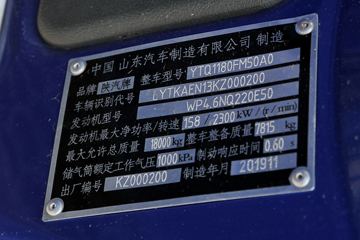 中国 山东汽车制造有限公司 制造
品牌 陕汽牌 整车型号 YTQ1180FM50A0
车辆识别代号 LYTKAEN13KZ000200
发动机型号 WP4.6NQ220E50
发动机最大净功率/转速 158/2300 kW/(r/min)
最大允许总质量 18000kg 整车整备质量 7815 kg
储气筒额定工作气压 1000 kPa 制动响应时间 0.60 s
出厂编号 KZ000200 制造年月 201911